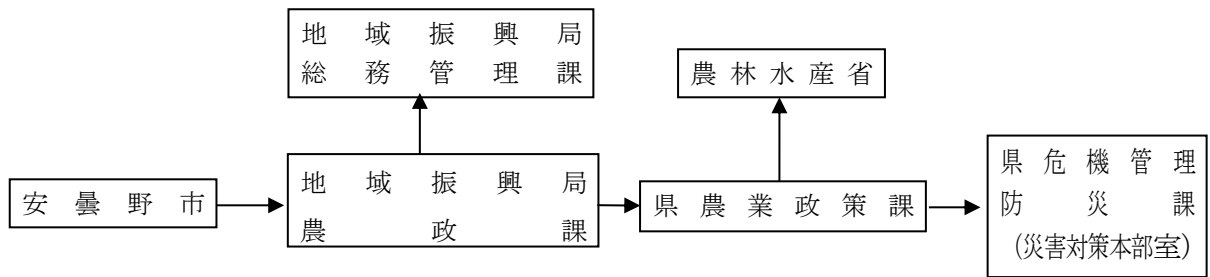 地域振興局
総務管理課
農林水産省
安曇野市
地域振興局
農政課
県農業政策課
県危機管理
防災課
(災害対策本部室)